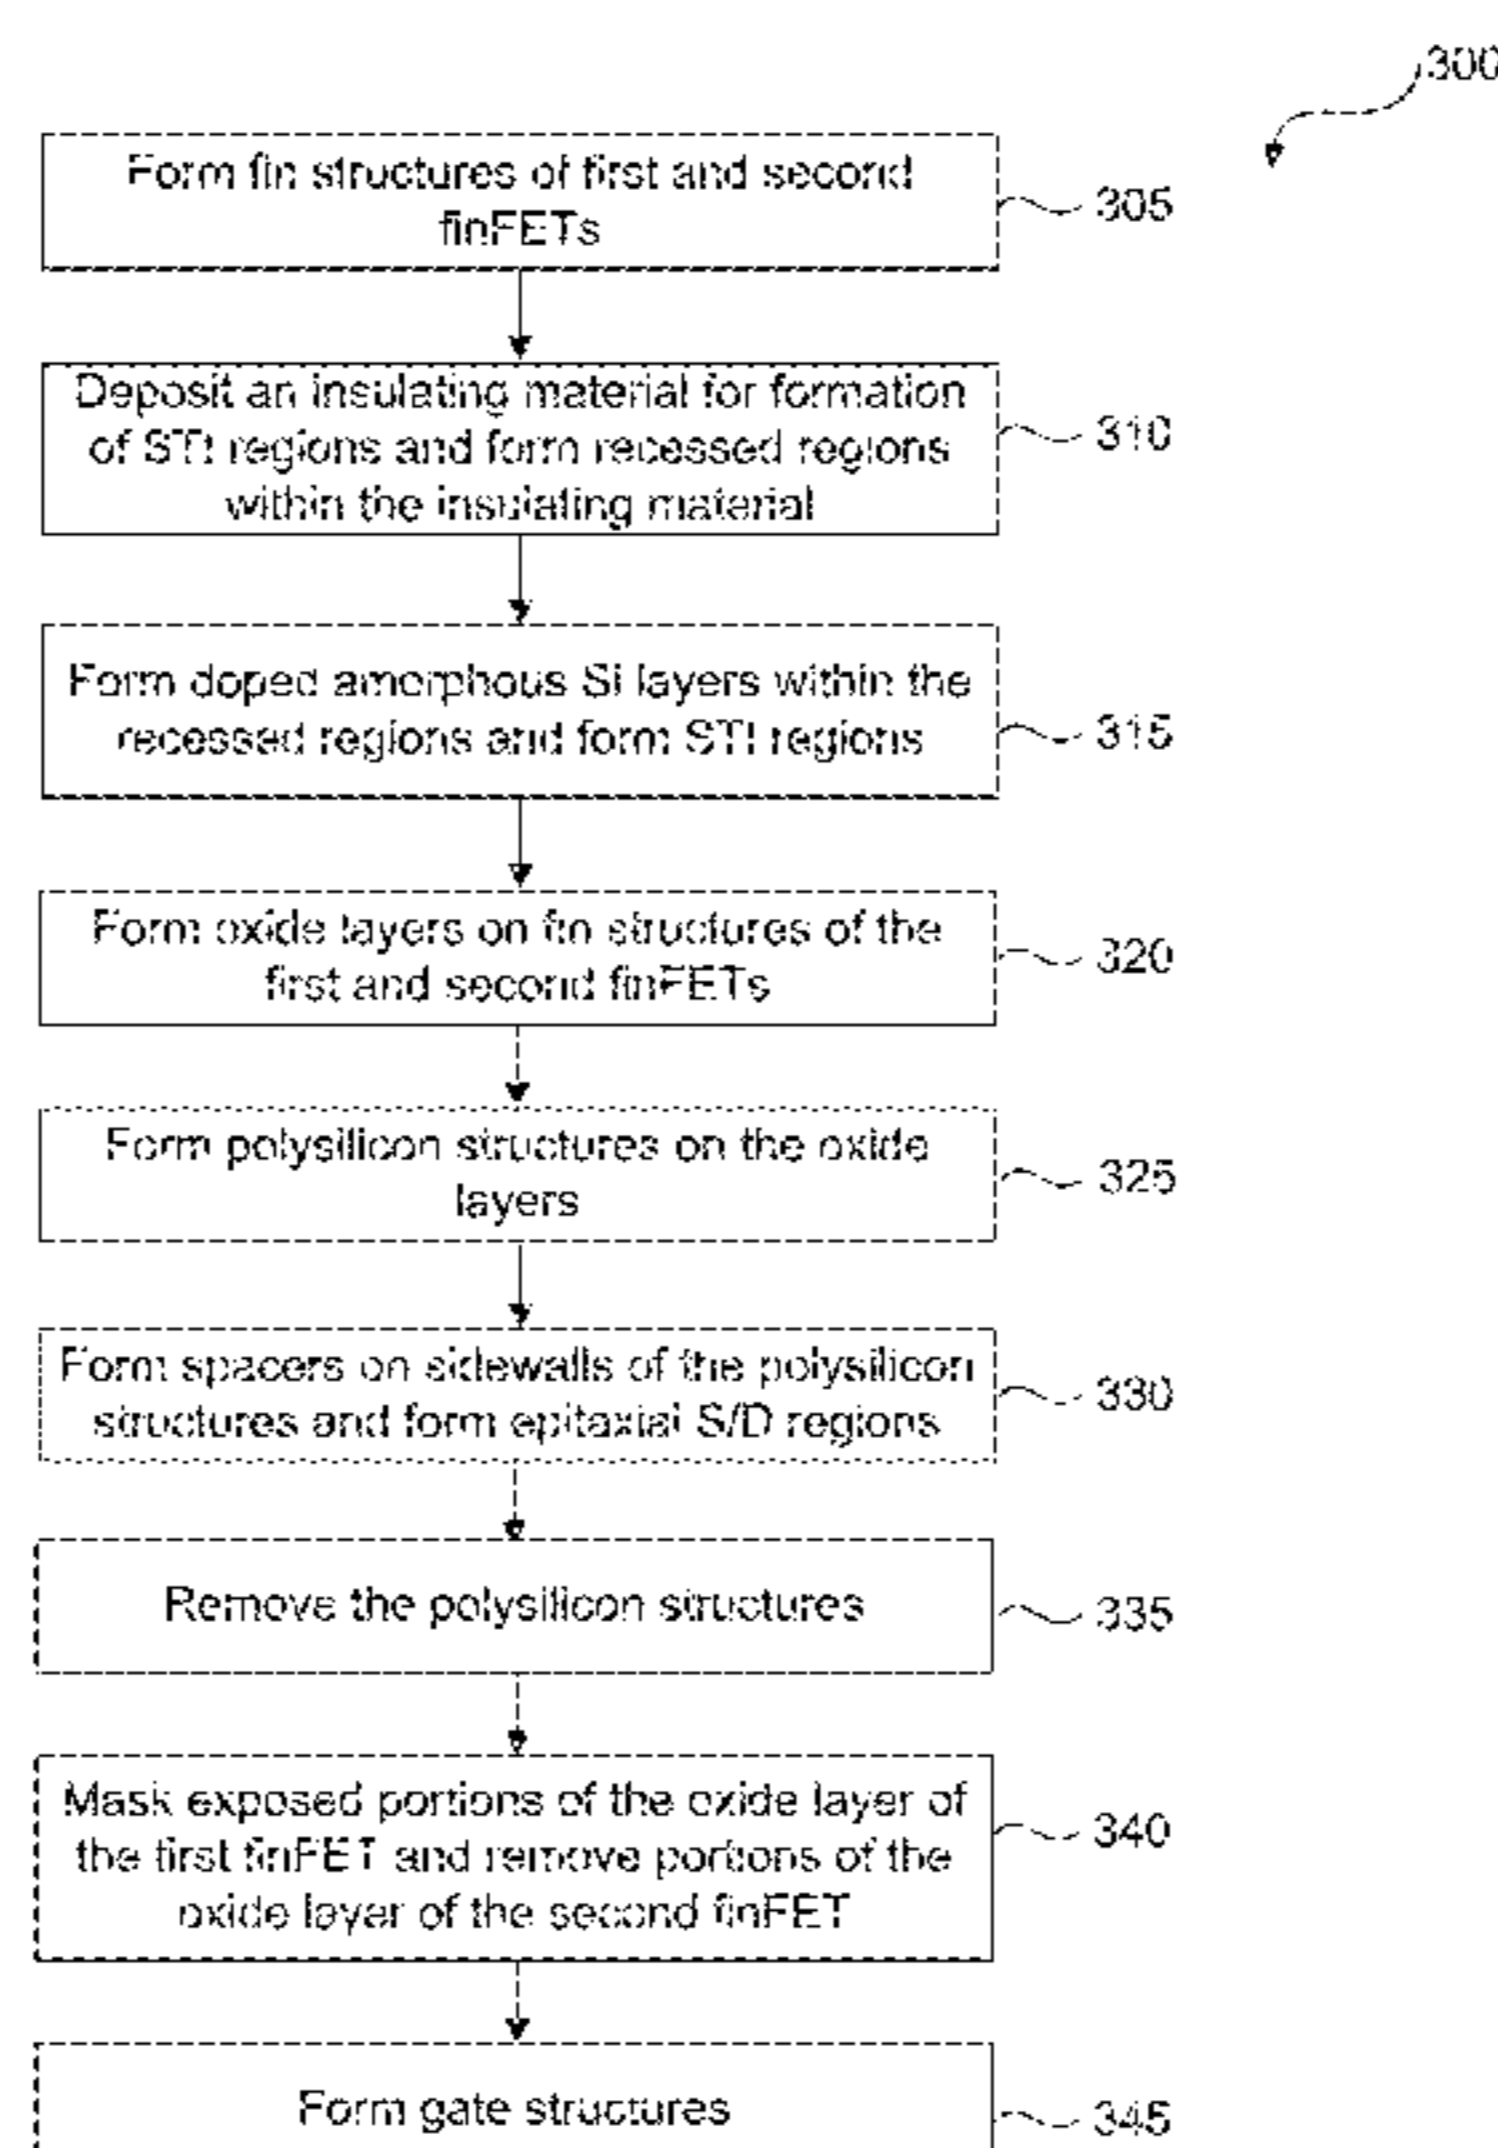 300
Form fin structures of first and second
finFETs
305
Deposit an insulating material for formation
of STI regions and form recessed regions
within the insulating material
310
Form doped amorphous Si layers within the
recessed regions and form STI regions
315
Form oxide layers on fin structures of the
first and second finFETs
320
Form polysilicon structures on the oxide
layers
325
Form spacers on sidewalls of the polysilicon
structures and form epitaxial S/D regions
330
Remove the polysilicon structures
335
Mask exposed portions of the oxide layer of
the first finFET and remove portions of the
oxide layer of the second finFET
340
Form gate structures
345